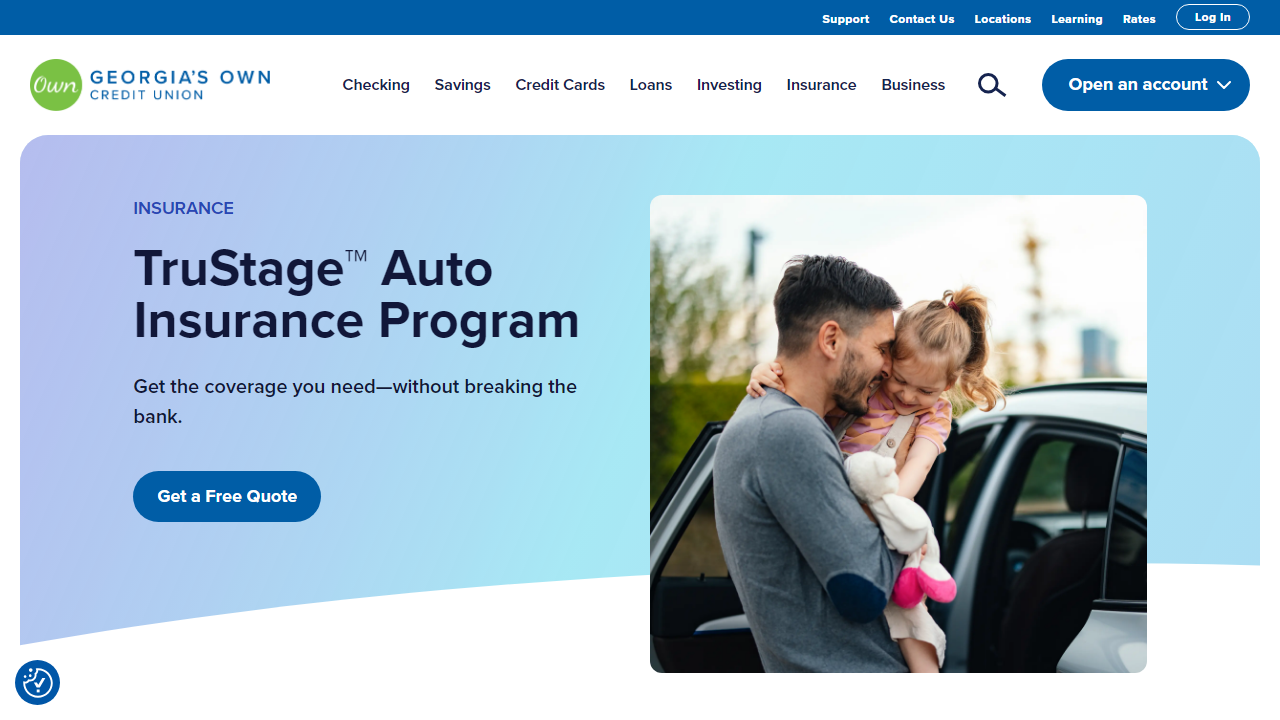 Support Contact Us Locations Learning Rates Log In
Own GEORGIA'S OWN
CREDIT UNION
Checking Savings Credit Cards Loans Investing Insurance Business
Open an account
INSURANCE
TruStage™ Auto
Insurance Program
Get the coverage you need—without breaking the
bank.
Get a Free Quote